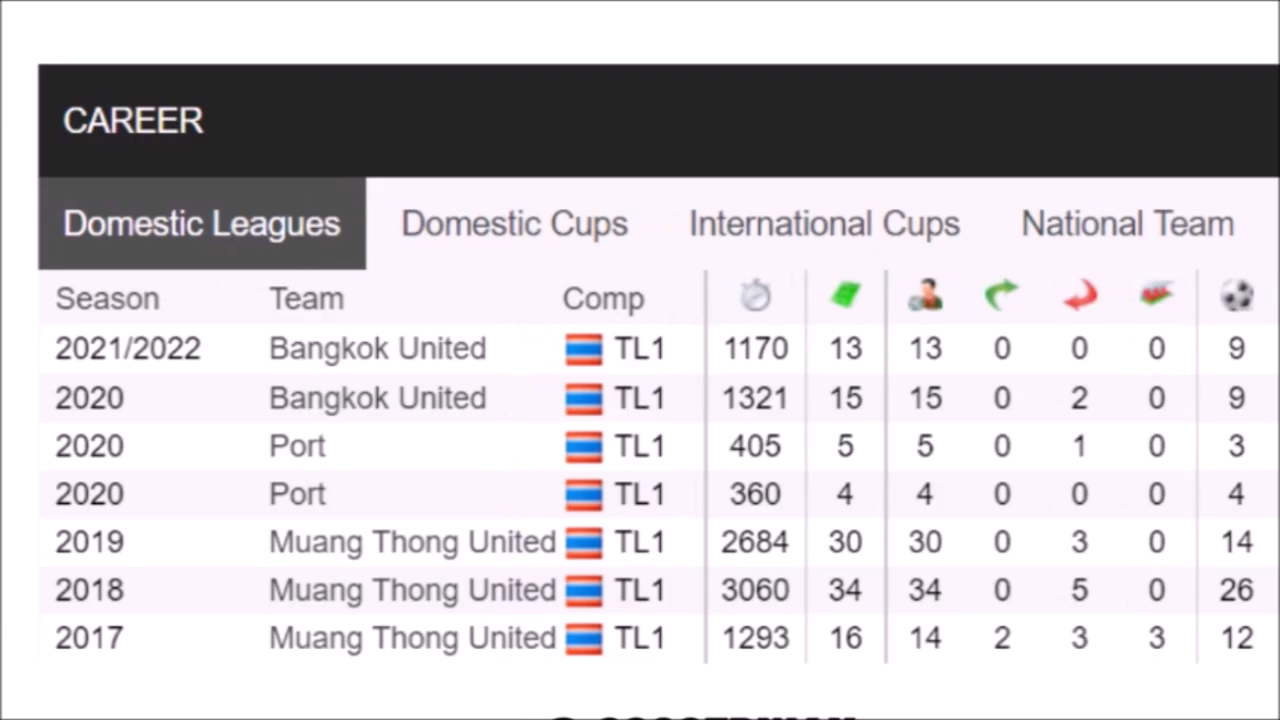 CAREER
Domestic Leagues Domestic Cups International Cups National Team
Season Team Comp
2021/2022 Bangkok United TL1 1170 13 13 0 0 0 9
2020 Bangkok United TL1 1321 15 15 0 2 0 9
2020 Port TL1 405 5 5 0 1 0 3
2020 Port TL1 360 4 4 0 0 0 4
2019 Muang Thong United TL1 2684 30 30 0 3 0 14
2018 Muang Thong United TL1 3060 34 34 0 5 0 26
2017 Muang Thong United TL1 1293 16 14 2 3 3 12